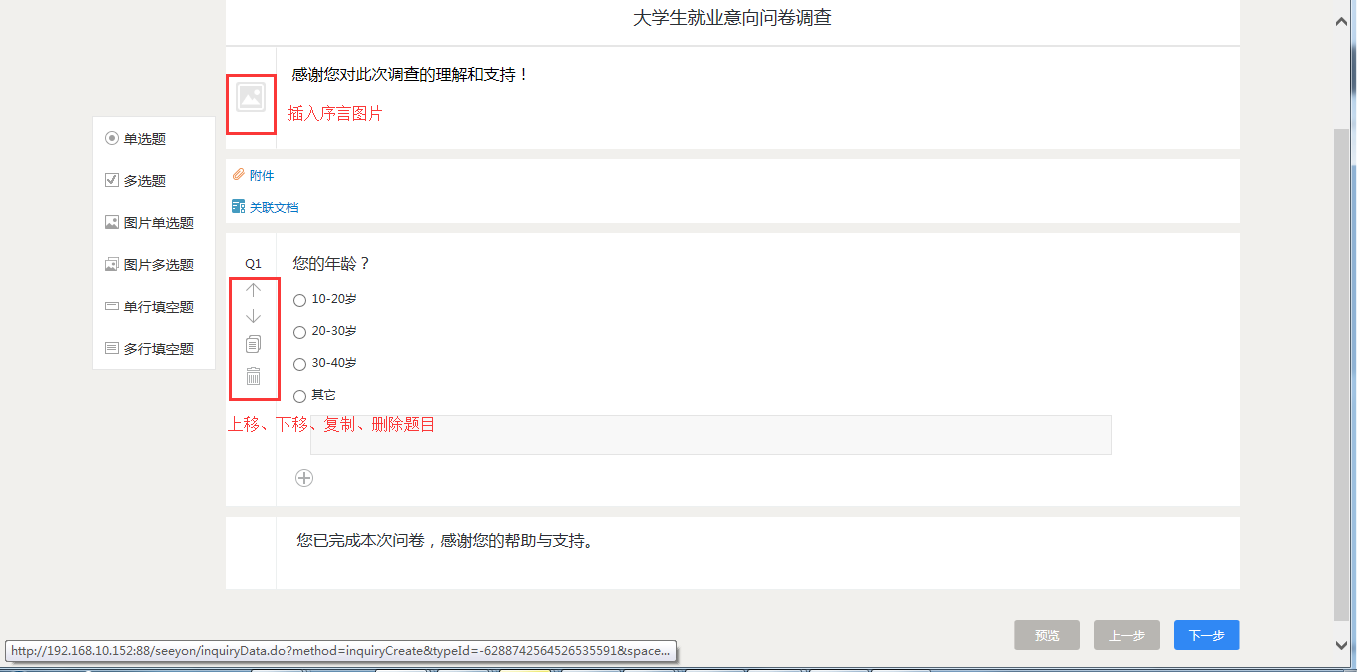 大学生就业意向问卷调查
感谢您对此次调查的理解和支持！
插入序言图片
单选题
多选题
图片单选题
图片多选题
单行填空题
多行填空题
附件
关联文档
Q1
您的年龄？
10-20岁
20-30岁
30-40岁
其它
上移、下移、复制、删除题目
您已完成本次问卷，感谢您的帮助与支持。
预览
上一步
下一步
http://192.168.10.152:88/seeyon/inquiryData.do?method=inquiryCreate&typeId=-6288742564526535591&space...